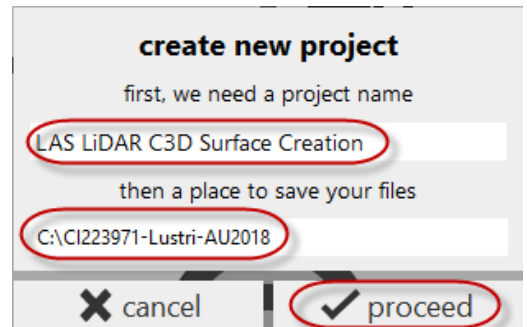 create new project
first, we need a project name
LAS LiDAR C3D Surface Creation
then a place to save your files
C:\CI223971-Lustri-AU2018
cancel proceed